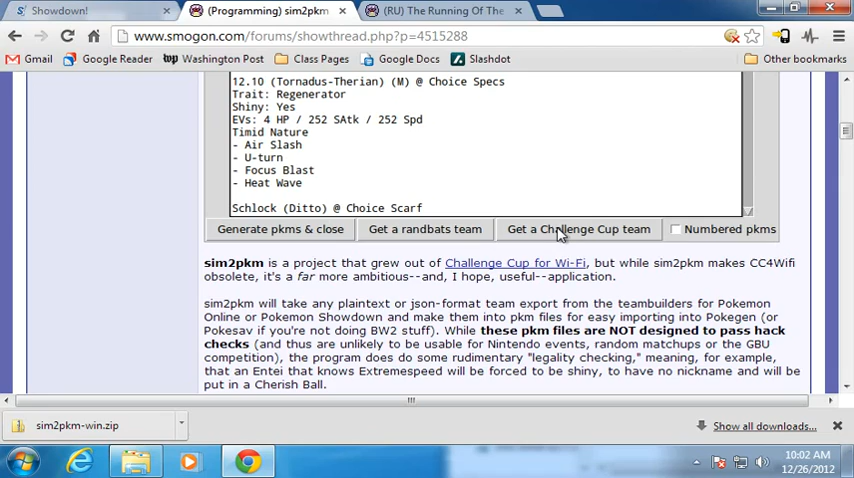 Showdown!
(Programming) sim2pkm
(RU) The Running Of The
www.smogon.com/forums/showthread.php?p=4515288
Gmail
Google Reader
Washington Post
Class Pages
Google Docs
Slashdot
Other bookmarks
12.10 (Tornadus-Therian) (M) @ Choice Specs
Trait: Regenerator
Shiny: Yes
EVs: 4 HP / 252 SAtk / 252 Spd
Timid Nature
- Air Slash
- U-turn
- Focus Blast
- Heat Wave
Schlock (Ditto) @ Choice Scarf
Generate pkms & close
Get a randbats team
Get a Challenge Cup team
Numbered pkms
sim2pkm is a project that grew out of Challenge Cup for Wi-Fi, but while sim2pkm makes CC4Wifi
obsolete, it's a far more ambitious--and, I hope, useful--application.
sim2pkm will take any plaintext or json-format team export from the teambuilders for Pokemon
Online or Pokemon Showdown and make them into pkm files for easy importing into Pokegen (or
Pokesav if you're not doing BW2 stuff). While these pkm files are NOT designed to pass hack
checks (and thus are unlikely to be usable for Nintendo events, random matchups or the GBU
competition), the program does do some rudimentary "legality checking," meaning, for example,
that an Entei that knows Extremespeed will be forced to be shiny, to have no nickname and will be
put in a Cherish Ball.
sim2pkm-win.zip
Show all downloads...
10:02 AM
12/26/2012